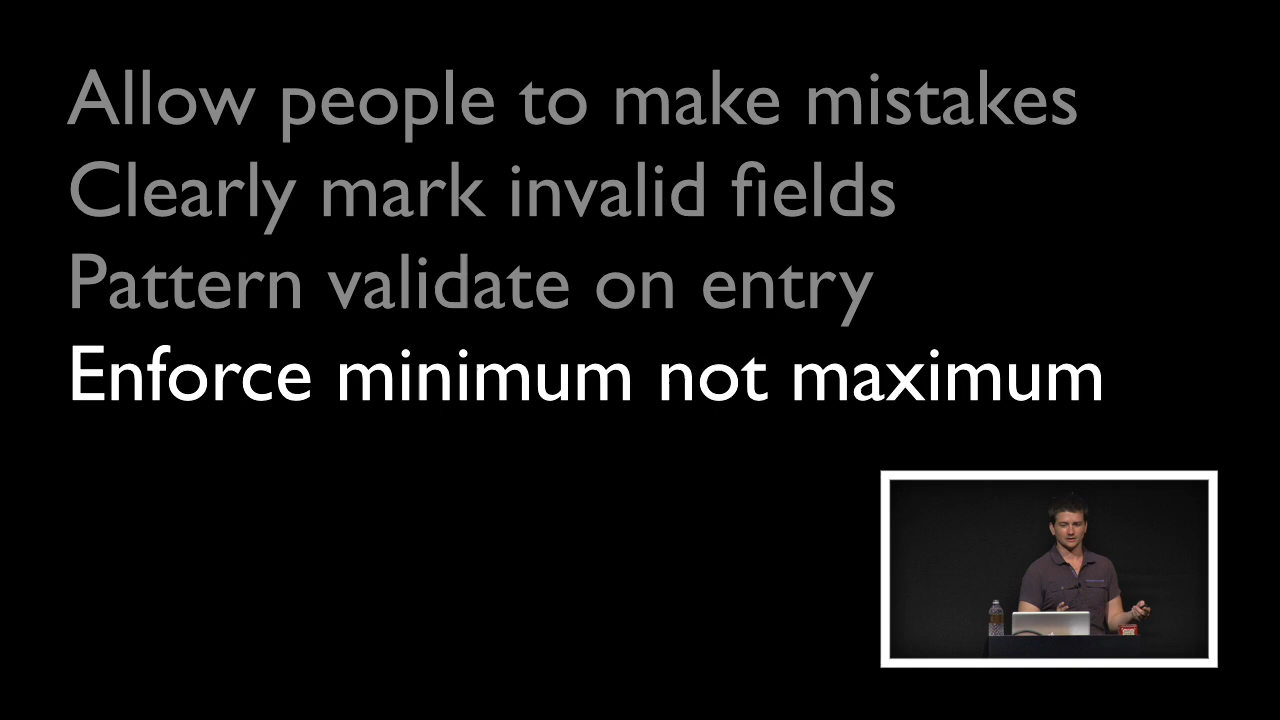 Allow people to make mistakes
Clearly mark invalid fields
Pattern validate on entry
Enforce minimum not maximum